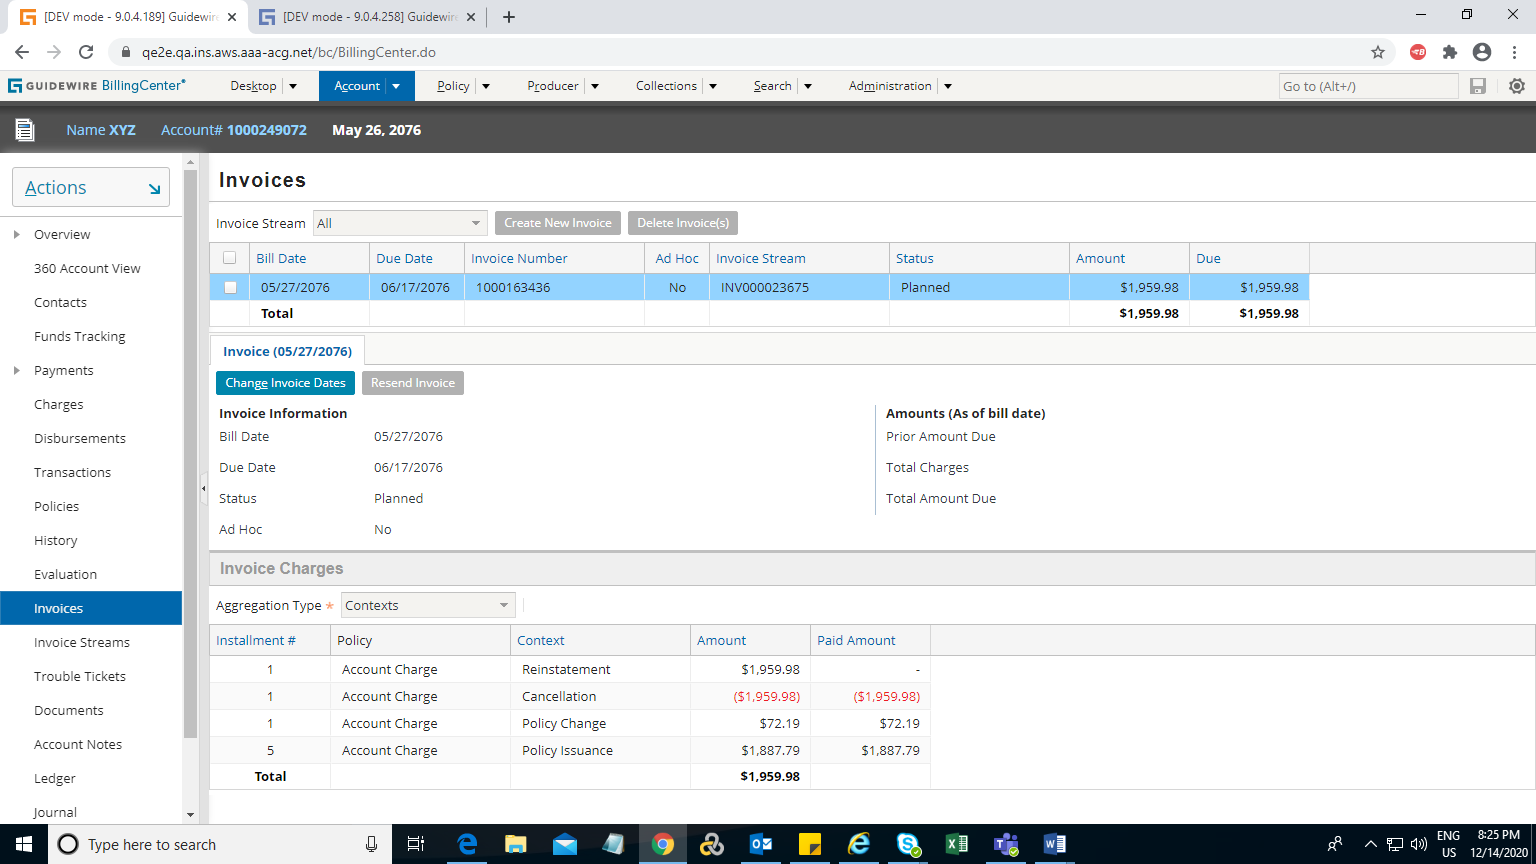 [DEV mode - 9.0.4.189] Guidewire
[DEV mode - 9.0.4.258] Guidewire
qe2e.qa.ins.aws.aaa-acg.net/bc/BillingCenter.do
GUIDEWIRE BillingCenter
Desktop Account Policy Producer Collections Search Administration Go to (Alt+/)
Name XYZ Account# 1000249072 May 26, 2076
Actions
Overview
360 Account View
Contacts
Funds Tracking
Payments
Charges
Disbursements
Transactions
Policies
History
Evaluation
Invoices
Invoice Streams
Trouble Tickets
Documents
Account Notes
Ledger
Journal
Invoices
Invoice Stream All Create New Invoice Delete Invoice(s)
Bill Date Due Date Invoice Number Ad Hoc Invoice Stream Status Amount Due
05/27/2076 06/17/2076 1000163436 No INV000023675 Planned $1,959.98 $1,959.98
Total $1,959.98 $1,959.98
Invoice (05/27/2076)
Change Invoice Dates Resend Invoice
Invoice Information
Bill Date 05/27/2076
Due Date 06/17/2076
Status Planned
Ad Hoc No
Amounts (As of bill date)
Prior Amount Due
Total Charges
Total Amount Due
Invoice Charges
Aggregation Type * Contexts
Installment # Policy Context Amount Paid Amount
1 Account Charge Reinstatement $1,959.98 -
1 Account Charge Cancellation ($1,959.98) ($1,959.98)
1 Account Charge Policy Change $72.19 $72.19
5 Account Charge Policy Issuance $1,887.79 $1,887.79
Total $1,959.98
Type here to search
ENG
US
8:25 PM
12/14/2020